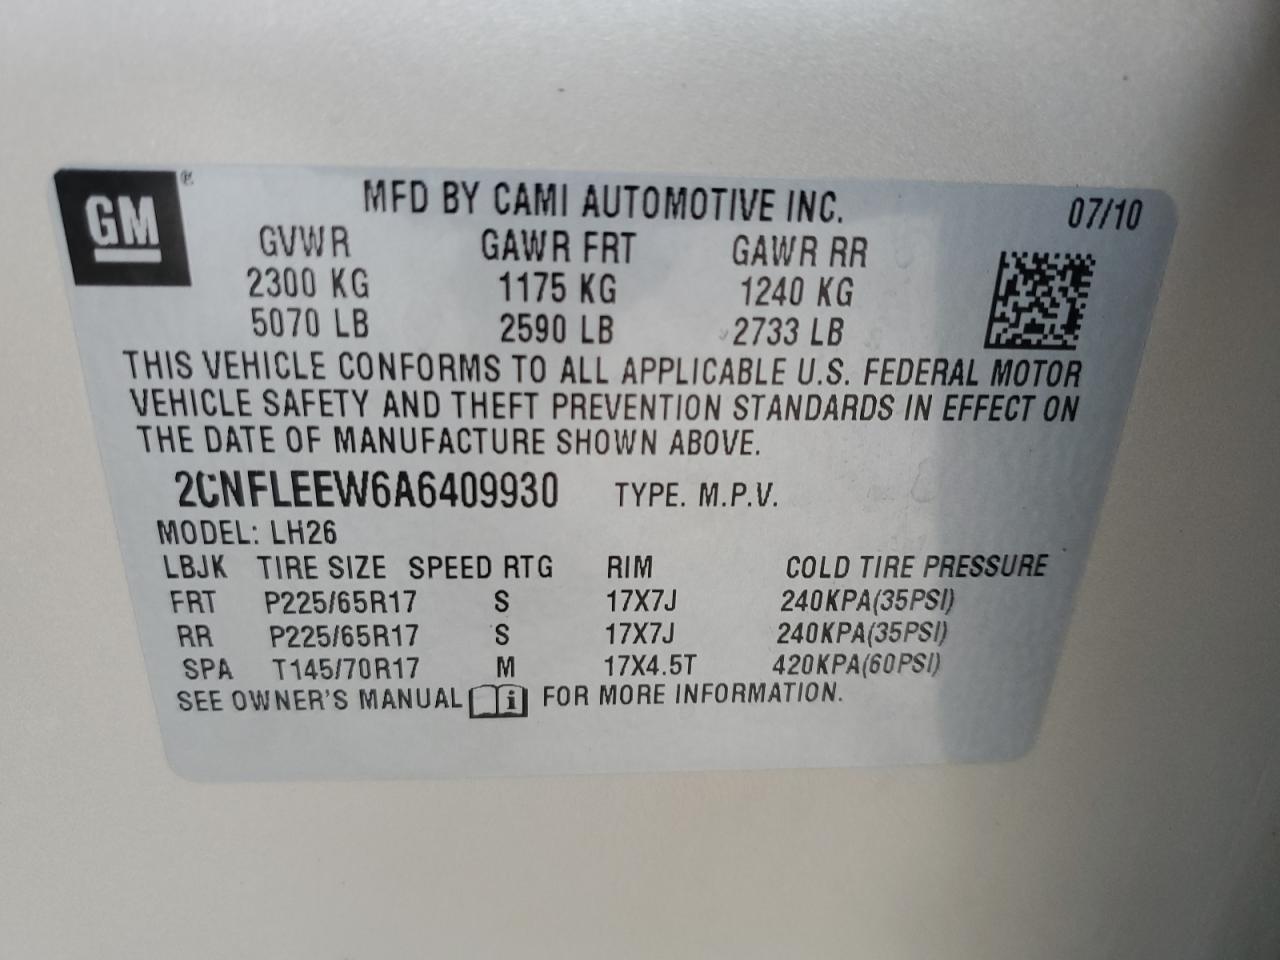 GM®
MFD BY CAMI AUTOMOTIVE INC. 07/10
GVWR GAWR FRT GAWR RR
2300 KG 1175 KG 1240 KG
5070 LB 2590 LB 2733 LB
THIS VEHICLE CONFORMS TO ALL APPLICABLE U.S. FEDERAL MOTOR
VEHICLE SAFETY AND THEFT PREVENTION STANDARDS IN EFFECT ON
THE DATE OF MANUFACTURE SHOWN ABOVE.
2CNFLEEW6A6409930 TYPE. M.P.V.
MODEL: LH26
LBJK TIRE SIZE SPEED RTG RIM COLD TIRE PRESSURE
FRT P225/65R17 S 17X7J 240KPA(35PSI)
RR P225/65R17 S 17X7J 240KPA(35PSI)
SPA T145/70R17 M 17X4.5T 420KPA(60PSI)
SEE OWNER'S MANUAL i FOR MORE INFORMATION.